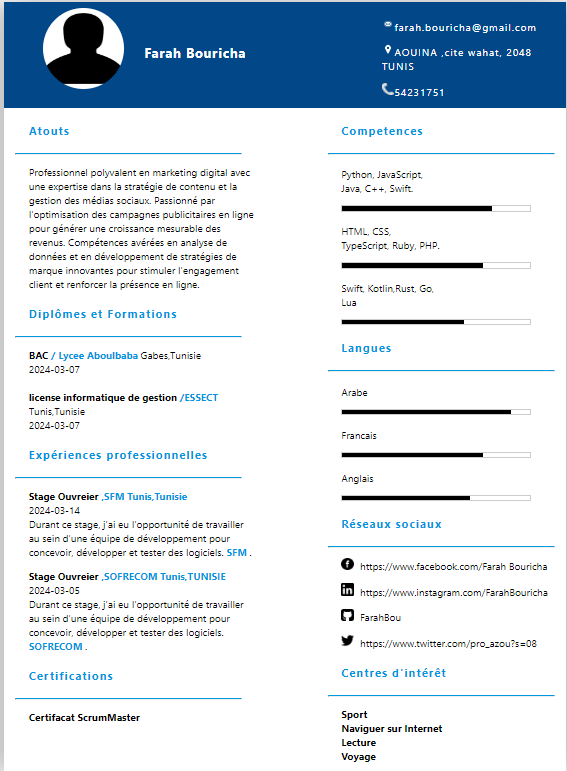 Farah Bouricha
farah.bouricha@gmail.com
AOUINA ,cite wahat, 2048
TUNIS
54231751
Atouts
Professionnel polyvalent en marketing digital avec
une expertise dans la stratégie de contenu et la
gestion des médias sociaux. Passionné par
l'optimisation des campagnes publicitaires en ligne
pour générer une croissance mesurable des
revenus. Compétences avérées en analyse de
données et en développement de stratégies de
marque innovantes pour stimuler l'engagement
client et renforcer la présence en ligne.
Diplômes et Formations
BAC / Lycee Aboulbaba Gabes,Tunisie
2024-03-07
license informatique de gestion /ESSECT
Tunis,Tunisie
2024-03-07
Expériences professionnelles
Stage Ouvreier ,SFM Tunis,Tunisie
2024-03-14
Durant ce stage, j'ai eu l'opportunité de travailler
au sein d'une équipe de développement pour
concevoir, développer et tester des logiciels. SFM .
Stage Ouvreier ,SOFRECOM Tunis,TUNISIE
2024-03-05
Durant ce stage, j'ai eu l'opportunité de travailler
au sein d'une équipe de développement pour
concevoir, développer et tester des logiciels.
SOFRECOM .
Certifications
Certifacat ScrumMaster
Competences
Python, JavaScript,
Java, C++, Swift.
HTML, CSS,
TypeScript, Ruby, PHP.
Swift, Kotlin,Rust, Go,
Lua
Langues
Arabe
Francais
Anglais
Réseaux sociaux
https://www.facebook.com/Farah Bouricha
https://www.instagram.com/FarahBouricha
FarahBou
https://www.twitter.com/pro_azou?s=08
Centres d'intérêt
Sport
Naviguer sur Internet
Lecture
Voyage